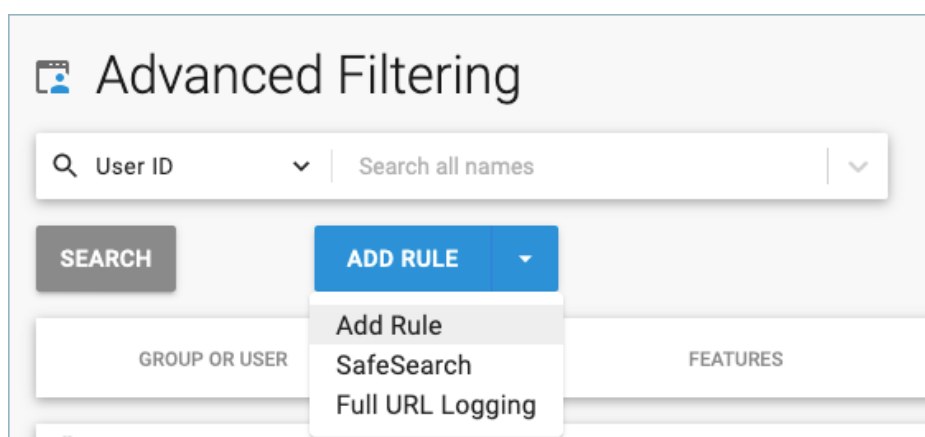 Advanced Filtering
User ID
Search all names
SEARCH
ADD RULE
Add Rule
SafeSearch
Full URL Logging
GROUP OR USER
FEATURES